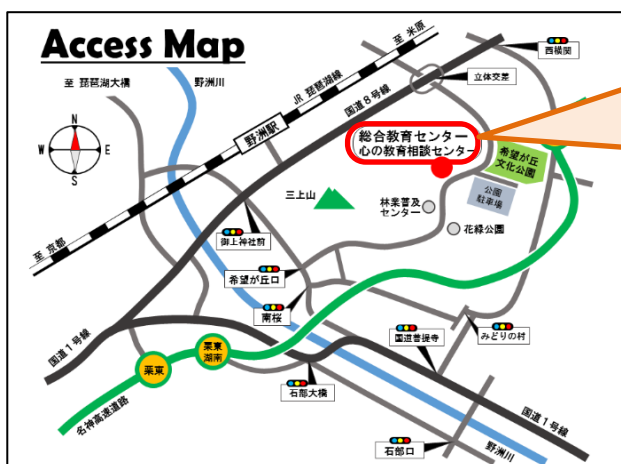 Access Map
至 米原
西横関
至 琵琶湖大橋
野洲川
JR 琵琶湖線
立体交差
国道8号線
野洲駅
N
W E
S
総合教育センター
心の教育相談センター
希望が丘
文化公園
三上山
林業普及
センター
公園
駐車場
花緑公園
至 京都
御上神社前
希望が丘口
南桜
国道菩提寺
みどりの村
国道1号線
栗東
栗東
湖南
石部大橋
名神高速道路
国道1号線
石部口
野洲川